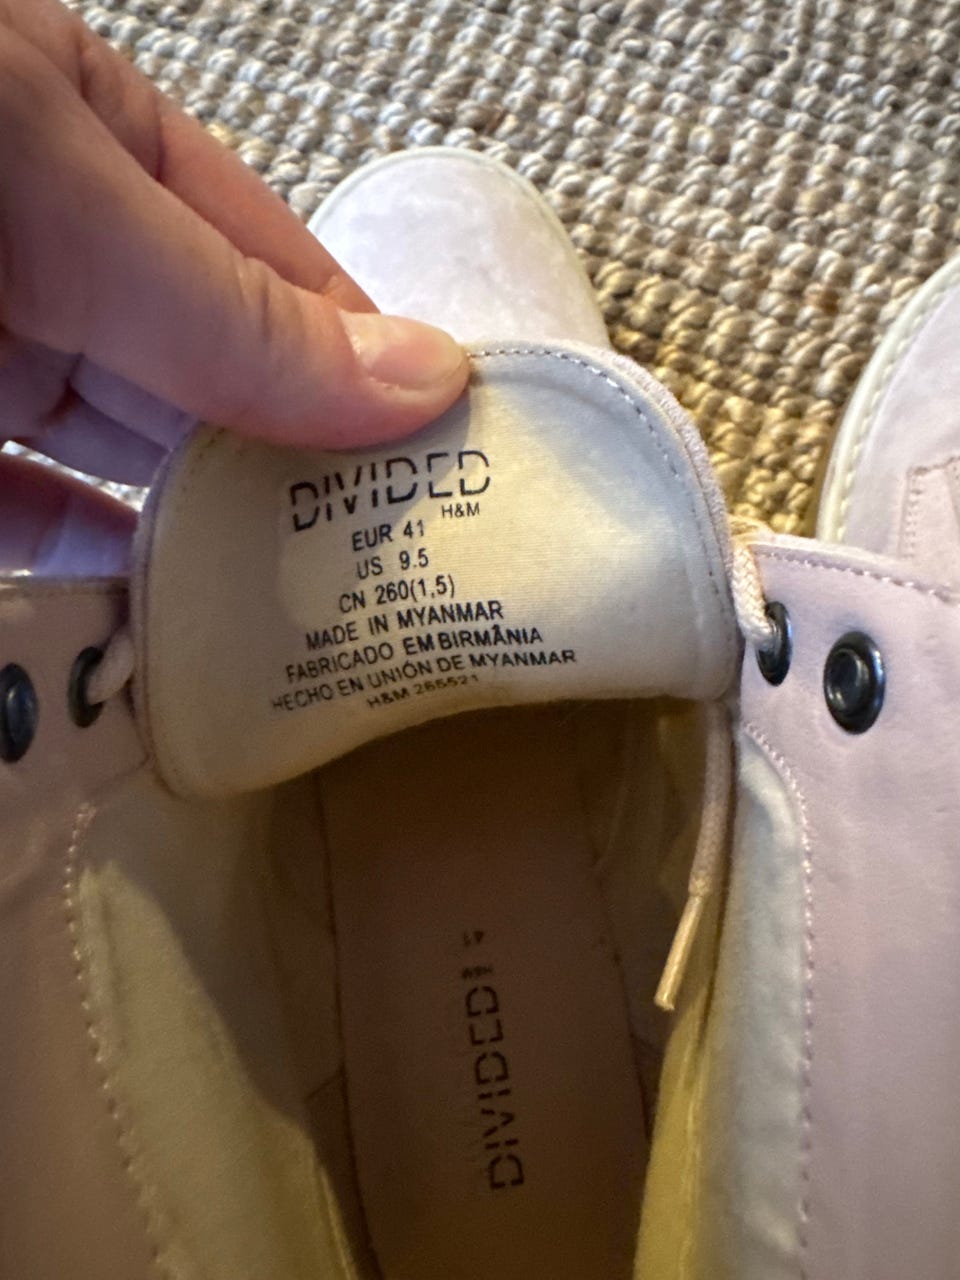 DIVIDED
H&M
EUR 41
US 9.5
CN 260(1,5)
MADE IN MYANMAR
FABRICADO EM BIRMÂNIA
HECHO EN UNIÓN DE MYANMAR
H&M 265521
41
H&M
DIVIDED